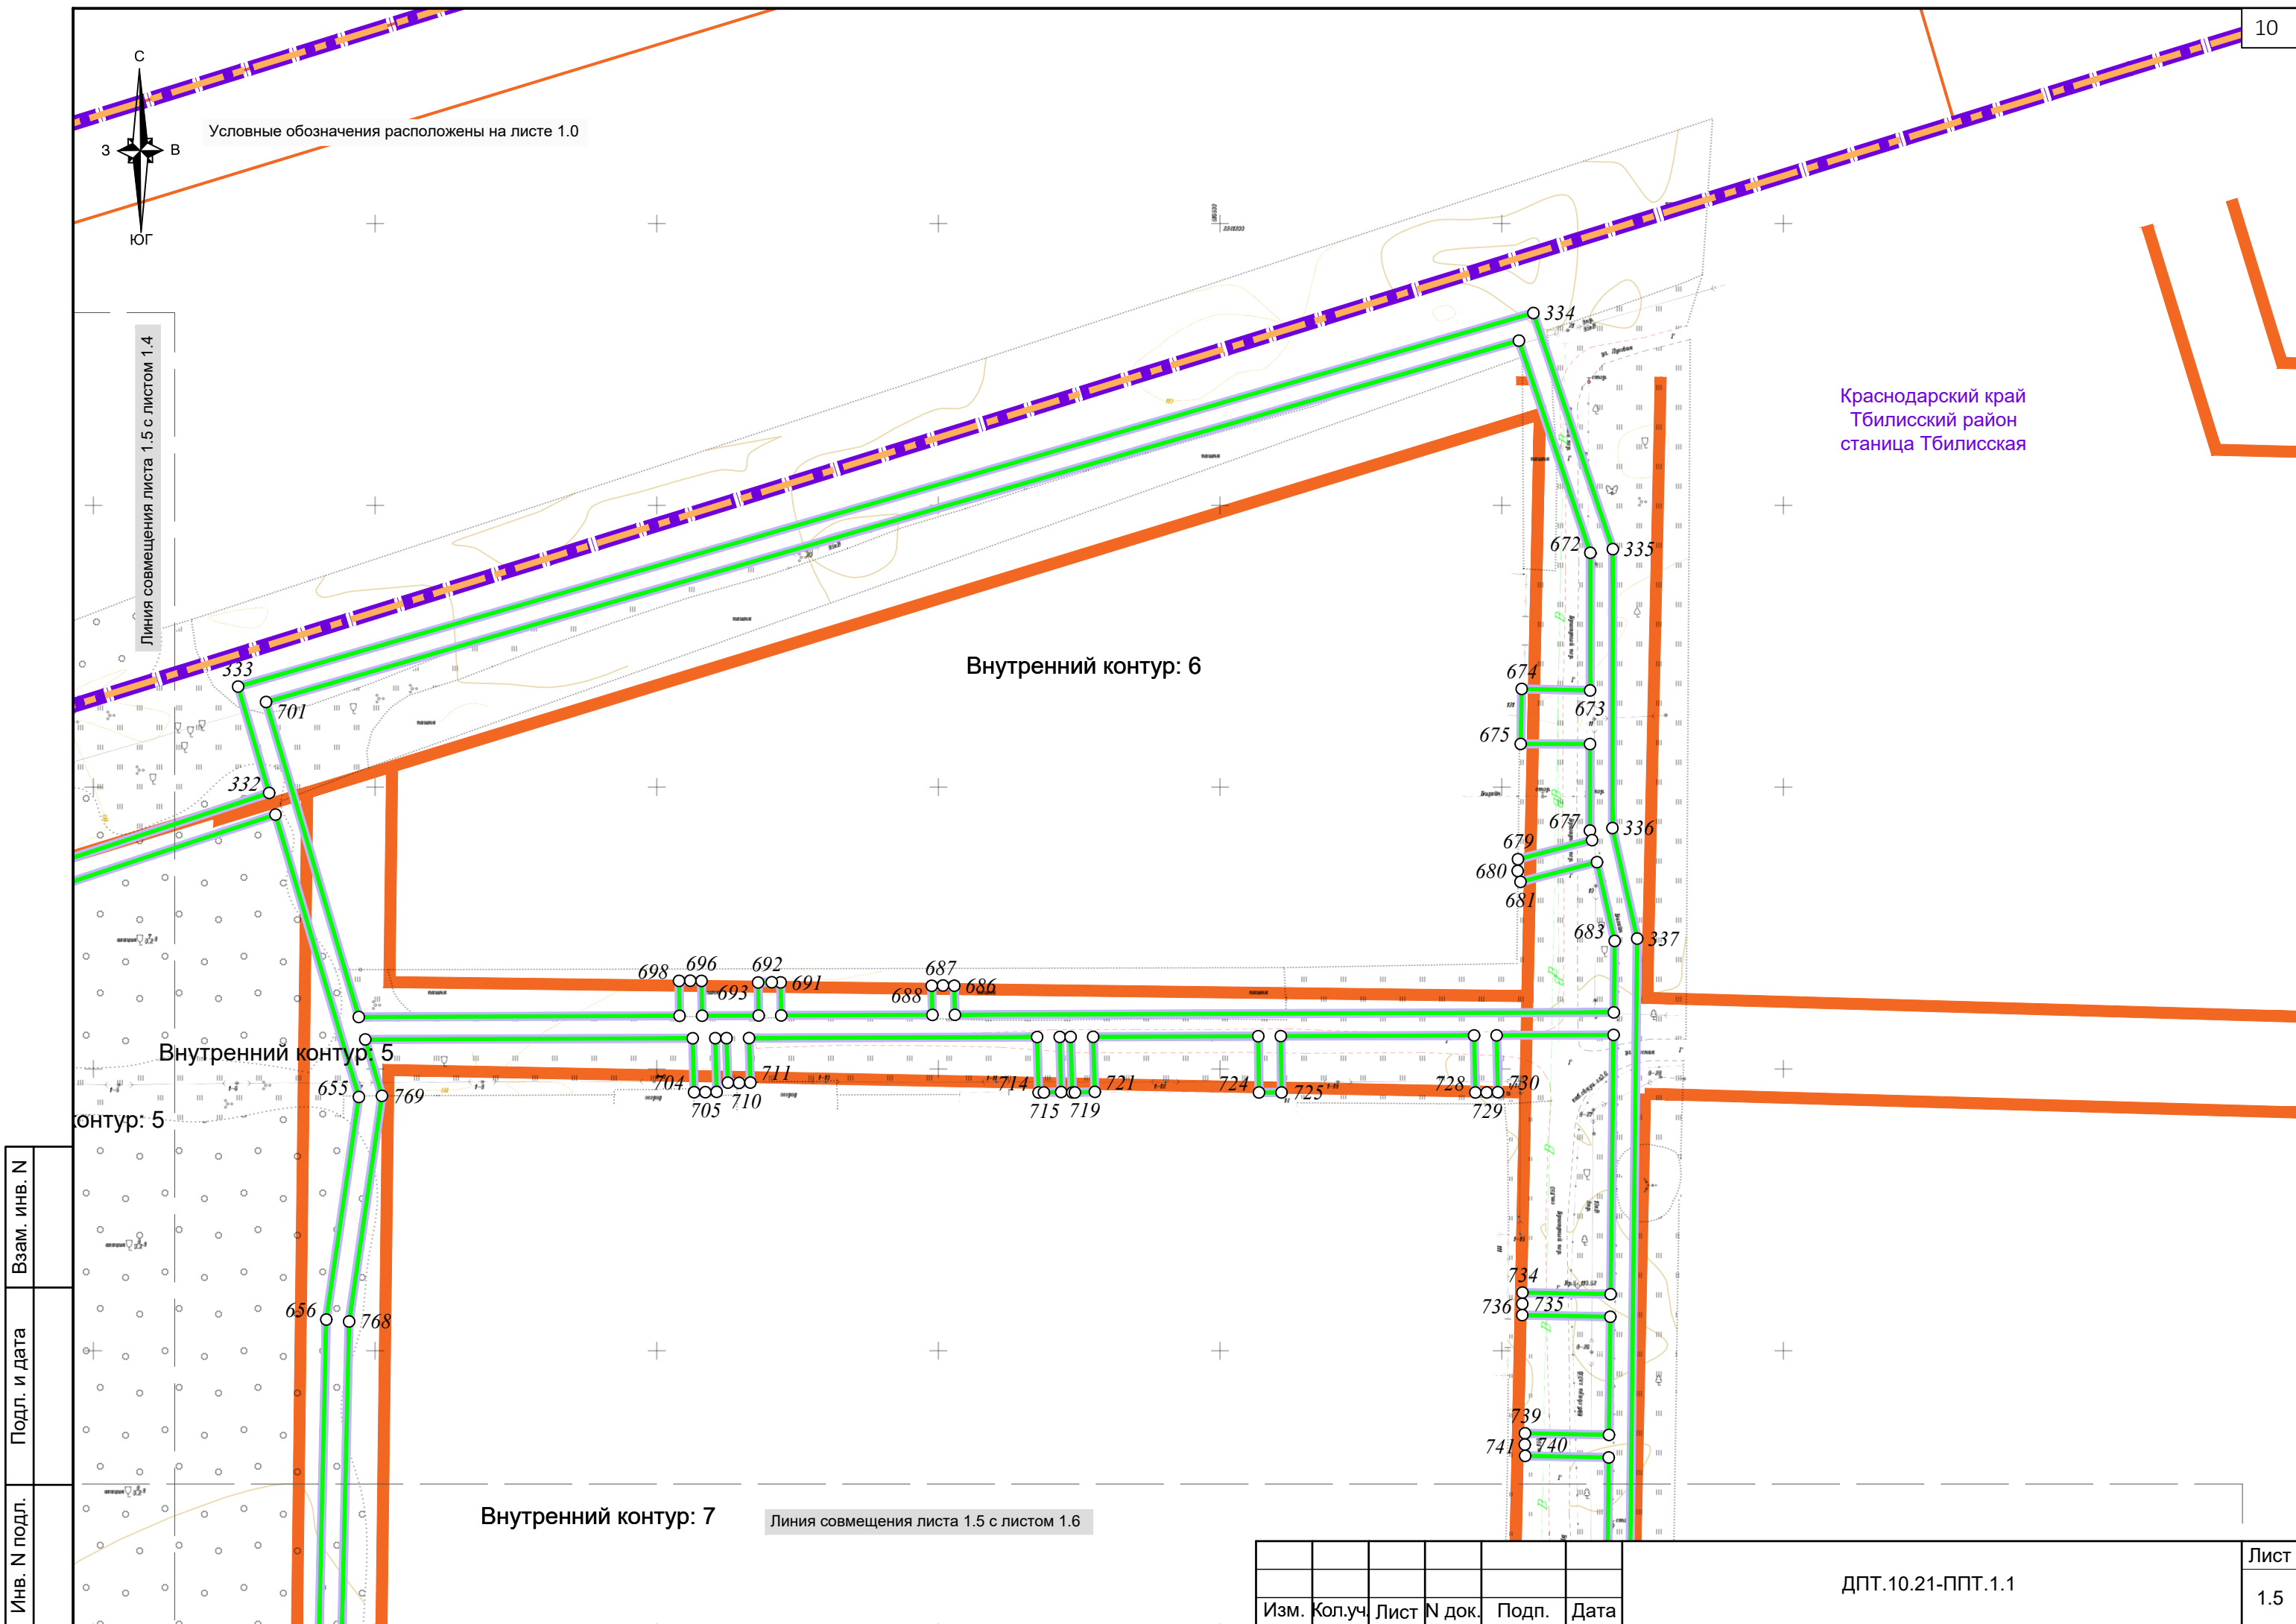 10
С
З
В
ЮГ
Условные обозначения расположены на листе 1.0
Линия совмещения листа 1.5 с листом 1.4
Краснодарский край
Тбилисский район
станица Тбилисская
334
335
672
333
701
332
674
673
675
677
336
679
680
681
683
337
Внутренний контур: 6
698
696
692
693
691
687
688
686
Внутренний контур: 5
контур: 5
655
769
704
705
710
711
714
715
719
721
724
725
728
729
730
656
768
734
736
735
739
741
740
Внутренний контур: 7
Линия совмещения листа 1.5 с листом 1.6
Взам. инв. N
Подл. и дата
Инв. N подл.
Изм.
Кол.уч.
Лист
N док.
Подп.
Дата
ДПТ.10.21-ППТ.1.1
Лист
1.5